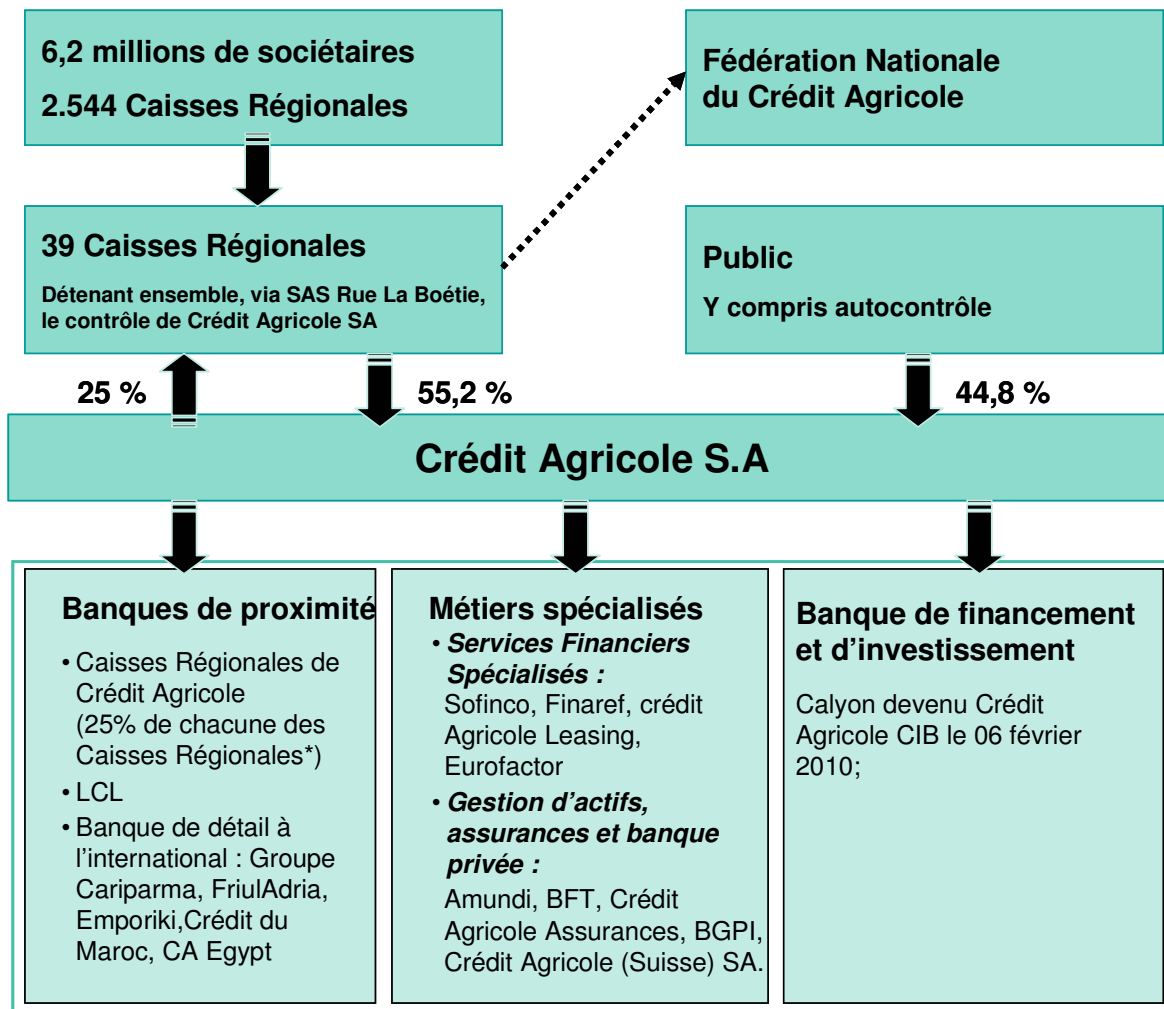 6,2 millions de sociétaires
2.544 Caisses Régionales
Fédération Nationale
du Crédit Agricole
39 Caisses Régionales
Détenant ensemble, via SAS Rue La Boétie,
le contrôle de Crédit Agricole SA
Public
Y compris autocontrôle
25 %
55,2 %
44,8 %
Crédit Agricole S.A
Banques de proximité
• Caisses Régionales de
Crédit Agricole
(25% de chacune des
Caisses Régionales*)
• LCL
• Banque de détail à
l'international : Groupe
Cariparma, FriulAdria,
Emporiki,Crédit du
Maroc, CA Egypt
Métiers spécialisés
• Services Financiers
Spécialisés :
Sofinco, Finaref, crédit
Agricole Leasing,
Eurofactor
• Gestion d'actifs,
assurances et banque
privée :
Amundi, BFT, Crédit
Agricole Assurances, BGPI,
Crédit Agricole (Suisse) SA.
Banque de financement
et d'investissement
Calyon devenu Crédit
Agricole CIB le 06 février
2010;